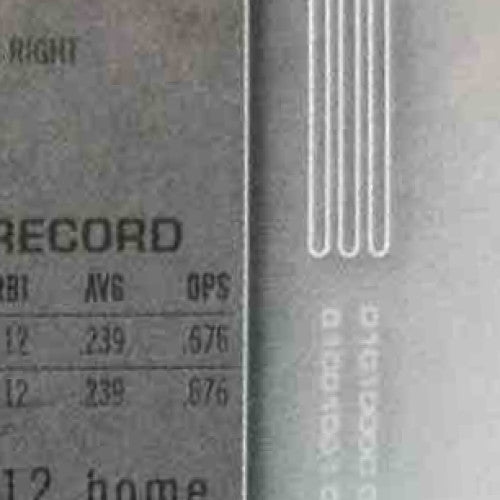 RIGHT
RECORD
RBI AVG OPS
12 .239 .676
12 .239 .676
12 home